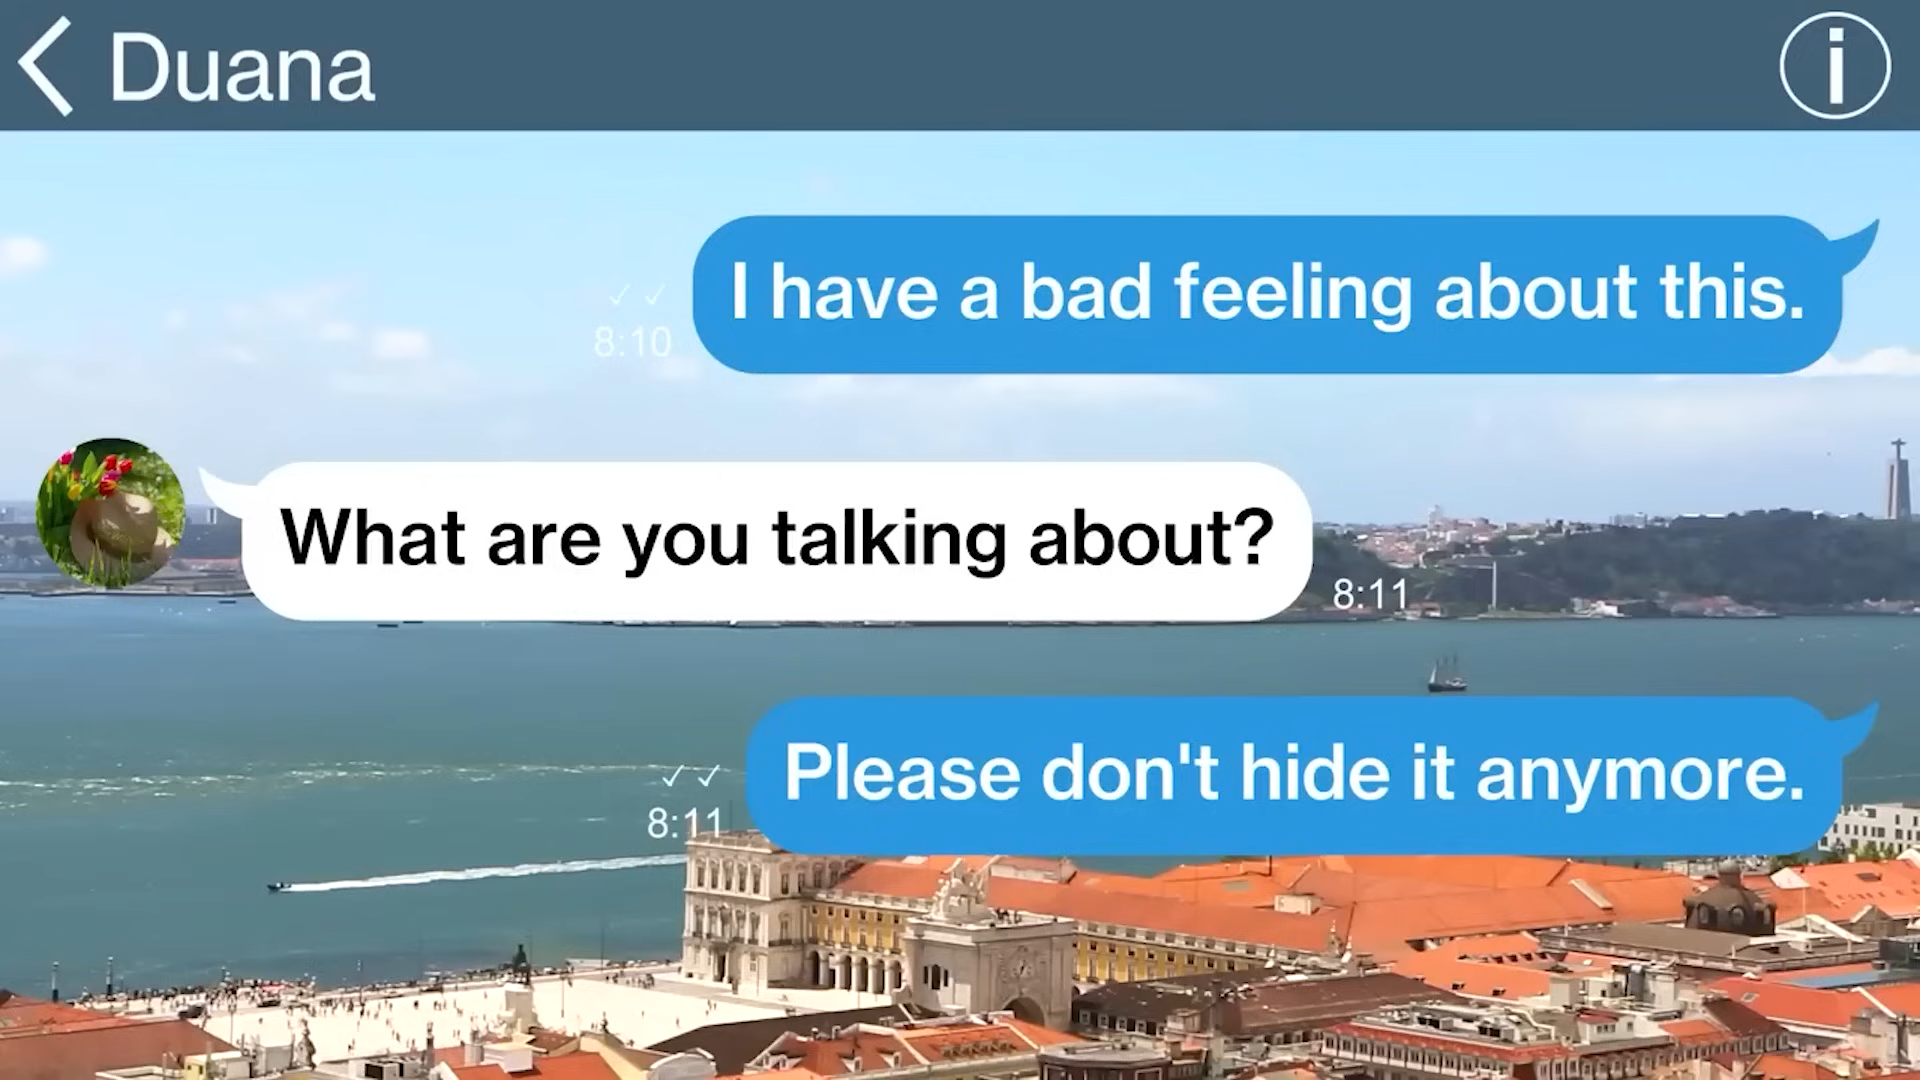 Duana
I have a bad feeling about this.
8:10
What are you talking about?
8:11
Please don't hide it anymore.
8:11